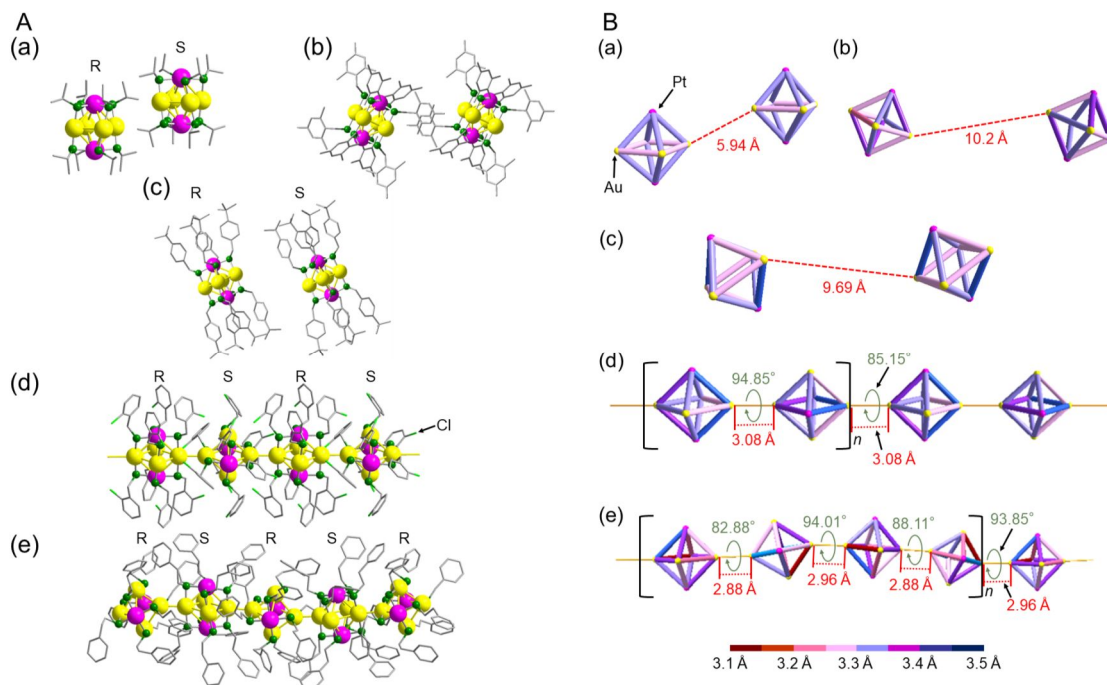 A
(a)
R
S
(b)
(c)
R
S
(d)
R
S
R
S
Cl
(e)
R
S
R
S
R
B
(a)
Pt
5.94 Å
Au
(b)
10.2 Å
(c)
9.69 Å
(d)
94.85°
85.15°
3.08 Å
n
3.08 Å
(e)
82.88°
94.01°
88.11°
93.85°
2.88 Å
2.96 Å
2.88 Å
n
2.96 Å
3.1 Å 3.2 Å 3.3 Å 3.4 Å 3.5 Å